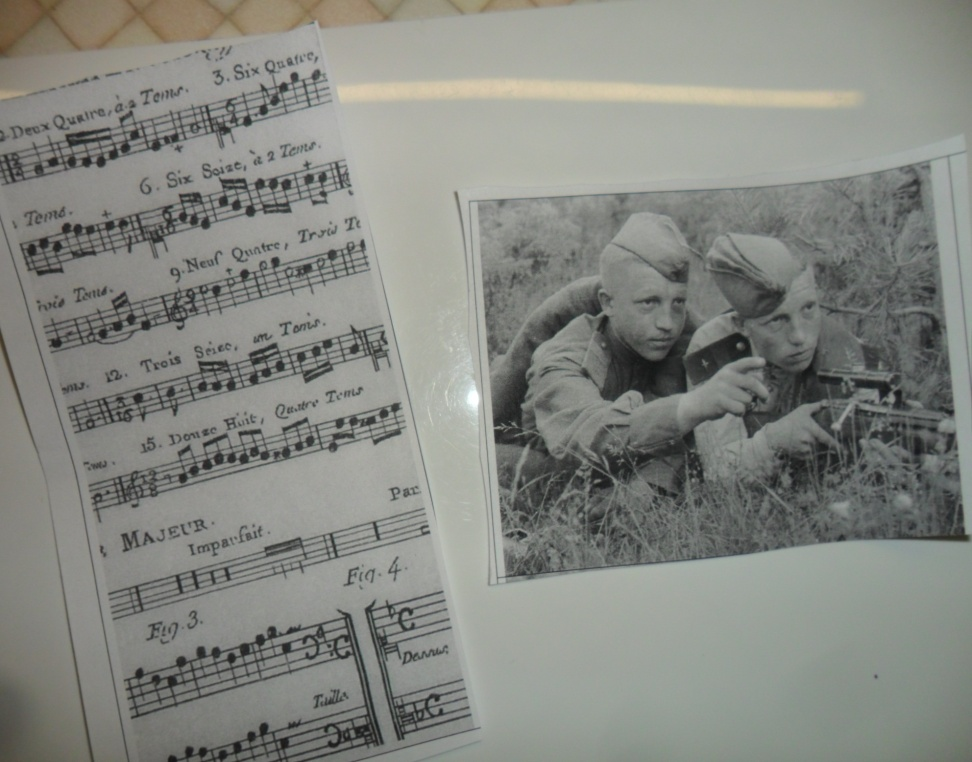 3. Six Quatre,
2. Deux Quatre, à 2 Tems.
6. Six Seize, à 2 Tems.
Tems.
9. Neuf Quatre, Trois Te
rois Tems.
ems. 12. Trois Seize, un Tems.
15. Douze Huit, Quatre Tems
MAJEUR.
Par
Imparfait.
Fig. 4.
Fig. 3.
Dessus,
Taille